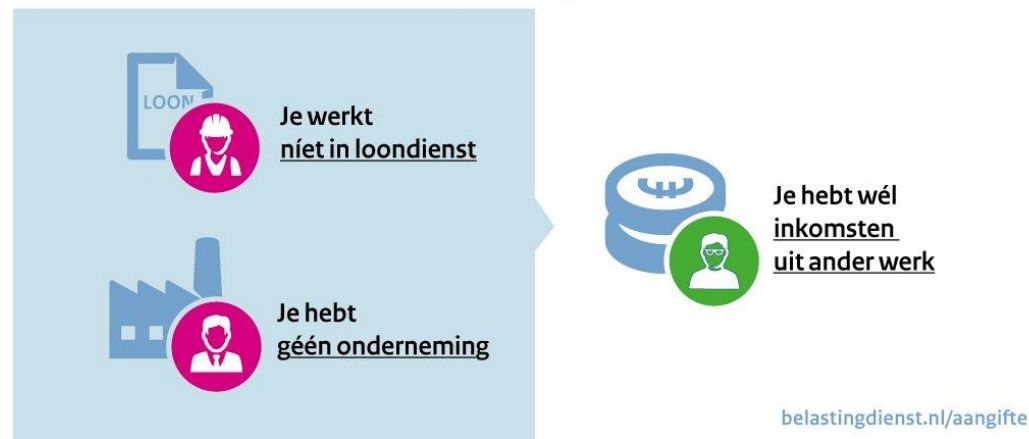 LOON
Je werkt
níet in loondienst
Je hebt
géén onderneming
Je hebt wél
inkomsten
uit ander werk
belastingdienst.nl/aangifte